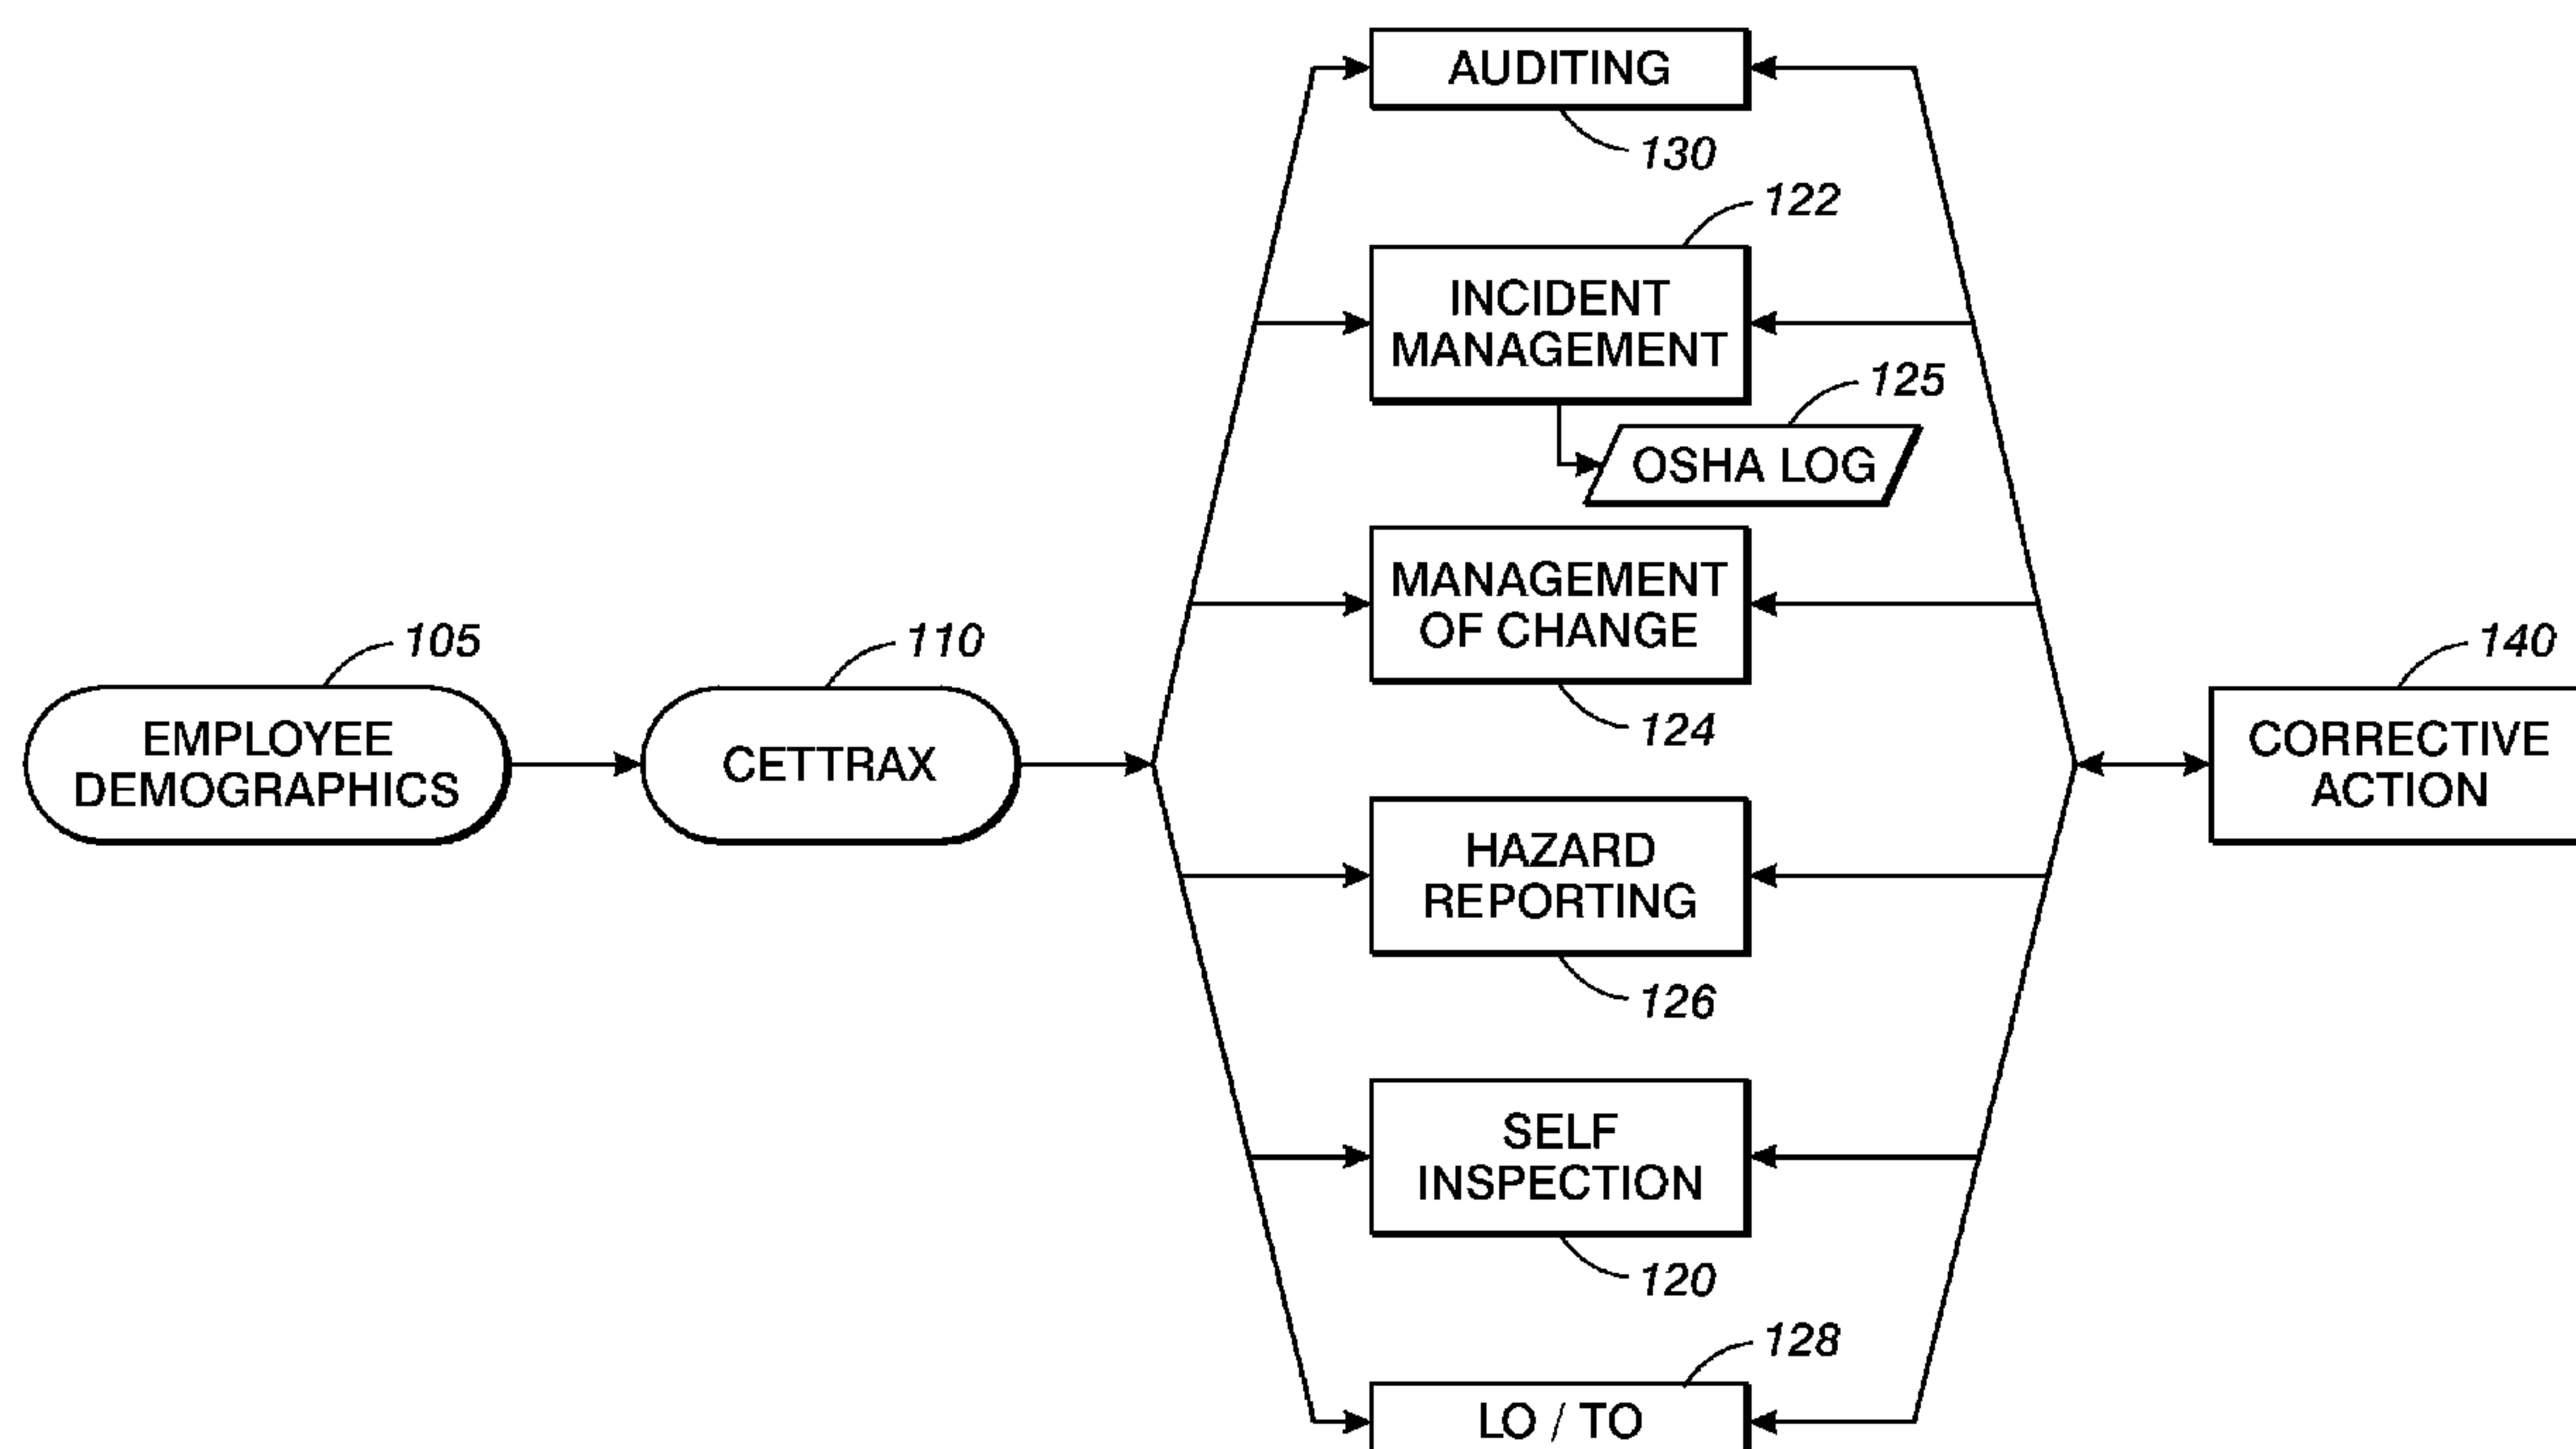 AUDITING
130
122
INCIDENT
MANAGEMENT
125
OSHA LOG
MANAGEMENT
OF CHANGE
124
105
EMPLOYEE
DEMOGRAPHICS
110
CETTRAX
140
CORRECTIVE
ACTION
HAZARD
REPORTING
126
SELF
INSPECTION
120
128
LO / TO